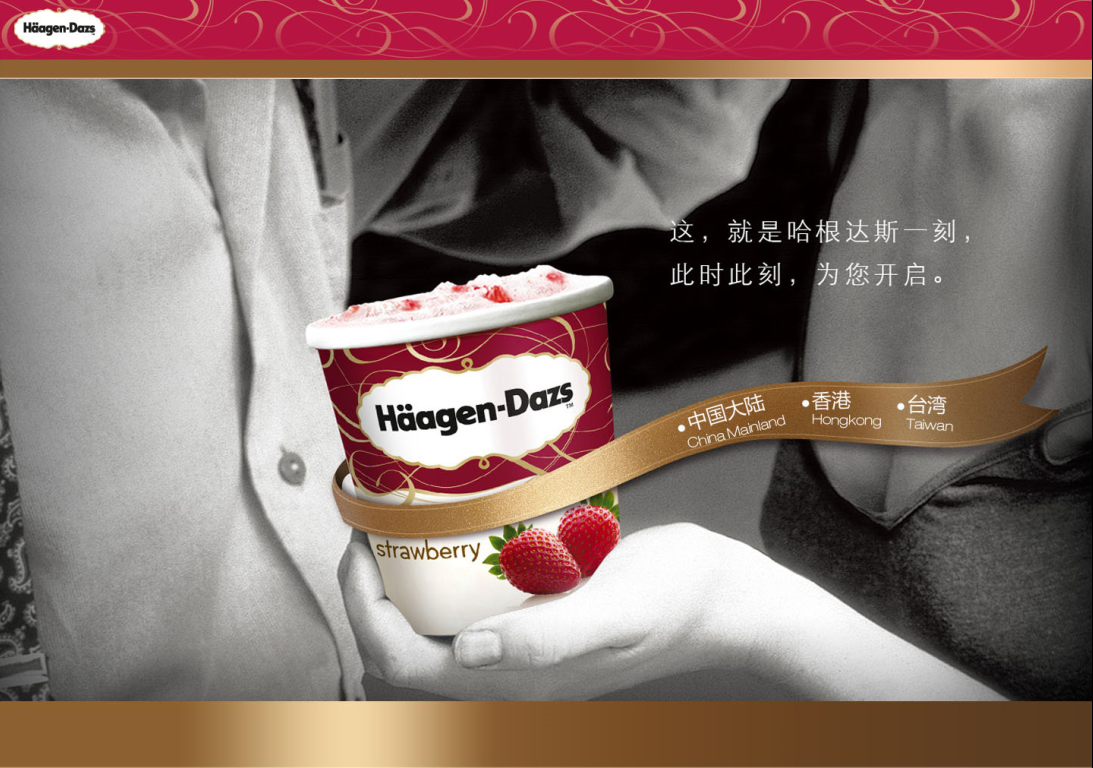 Häagen-Dazs
这，就是哈根达斯一刻，
此时此刻，为您开启。
Häagen-Dazs™
strawberry
•中国大陆
China Mainland
•香港
Hongkong
•台湾
Taiwan